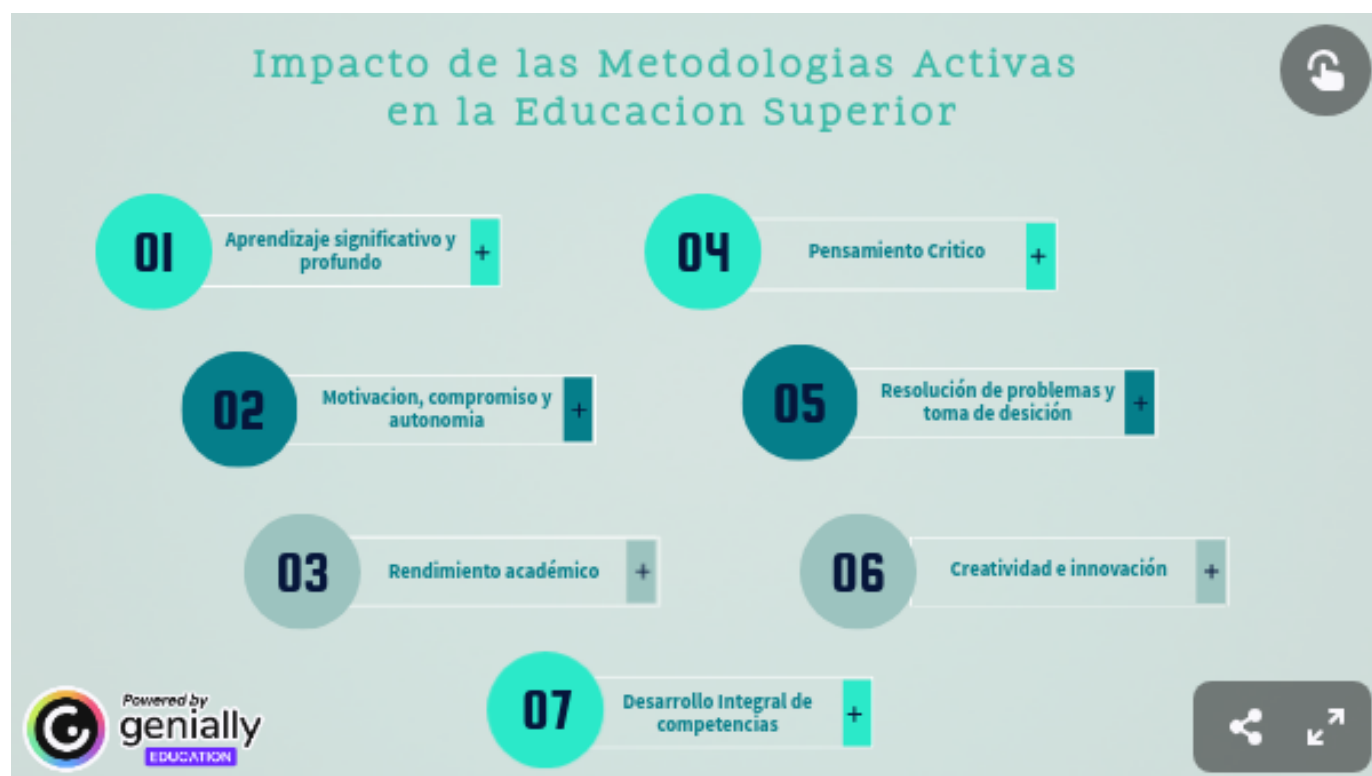 Impacto de las Metodologias Activas
en la Educacion Superior
01
Aprendizaje significativo y
profundo
+
02
Motivacion, compromiso y
autonomia
+
03
Rendimiento académico
+
04
Pensamiento Critico
+
05
Resolución de problemas y
toma de desición
+
06
Creatividad e innovación
+
07
Desarrollo Integral de
competencias
+
Powered by
genially
EDUCATION